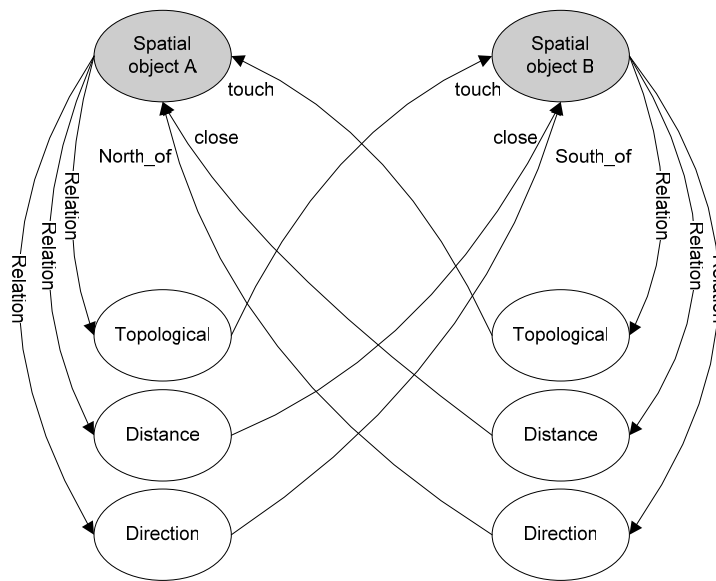 Spatial
object A
Spatial
object B
touch
touch
close
close
North_of
South_of
Relation
Relation
Relation
Relation
Relation
Topological
Topological
Distance
Distance
Direction
Direction